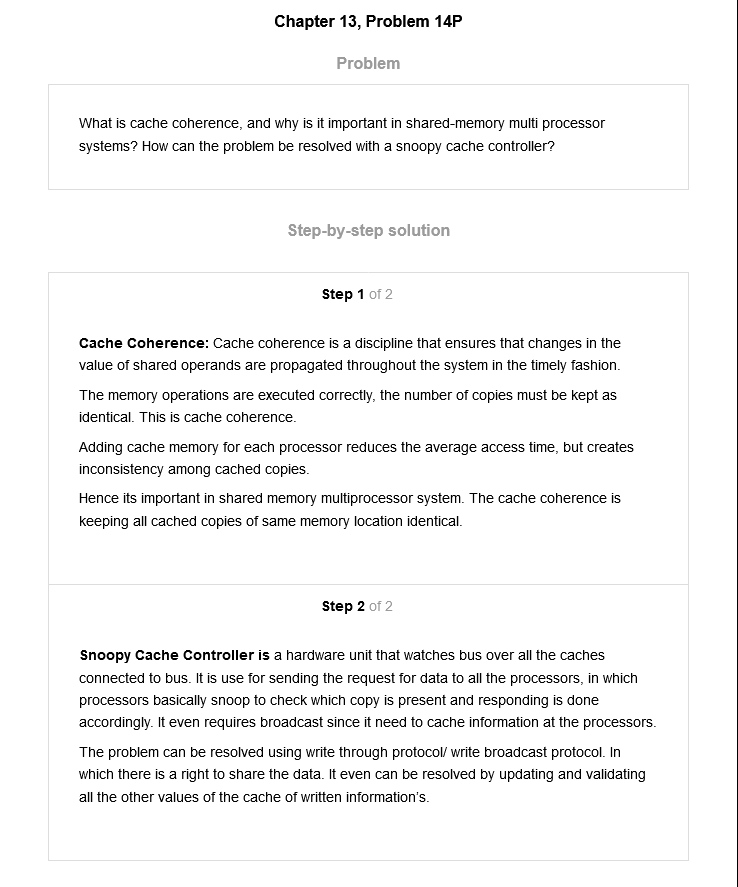 Chapter 13, Problem 14P
Problem
What is cache coherence, and why is it important in shared-memory multi processor
systems? How can the problem be resolved with a snoopy cache controller?
Step-by-step solution
Step 1 of 2
Cache Coherence: Cache coherence is a discipline that ensures that changes in the
value of shared operands are propagated throughout the system in the timely fashion.
The memory operations are executed correctly, the number of copies must be kept as
identical. This is cache coherence.
Adding cache memory for each processor reduces the average access time, but creates
inconsistency among cached copies.
Hence its important in shared memory multiprocessor system. The cache coherence is
keeping all cached copies of same memory location identical.
Step 2 of 2
Snoopy Cache Controller is a hardware unit that watches bus over all the caches
connected to bus. It is use for sending the request for data to all the processors, in which
processors basically snoop to check which copy is present and responding is done
accordingly. It even requires broadcast since it need to cache information at the processors.
The problem can be resolved using write through protocol/ write broadcast protocol. In
which there is a right to share the data. It even can be resolved by updating and validating
all the other values of the cache of written information's.